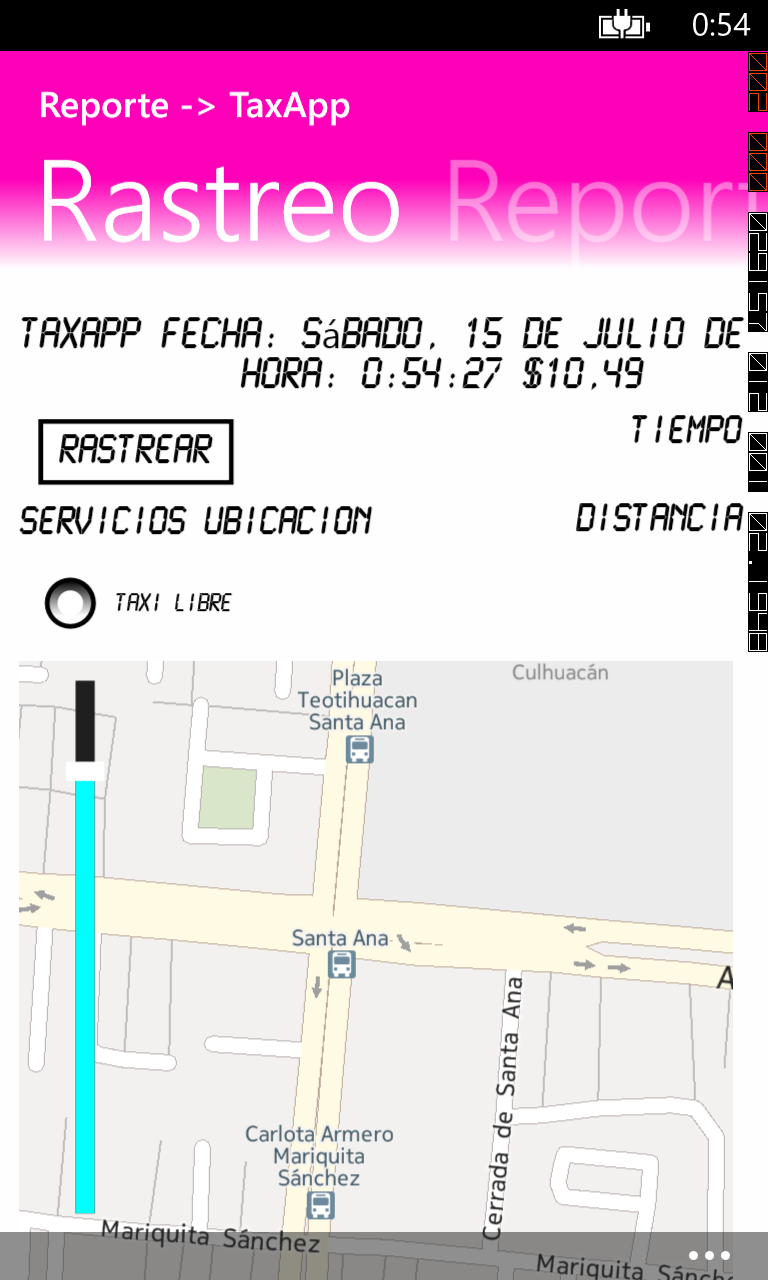 0:54
Reporte -> TaxApp
Rastreo Report
TAXAPP FECHA: SáBADO, 15 DE JULIO DE
HORA: 0:54:27 $10,49
TIEMPO
RASTREAR
SERVICIOS UBICACION
DISTANCIA
TAXI LIBRE
Culhuacán
Plaza
Teotihuacan
Santa Ana
Santa Ana
A
Cerrada de Santa Ana
Carlota Armero
Mariquita
Sánchez
Mariquita Sánchez
Mariquita Sánchez